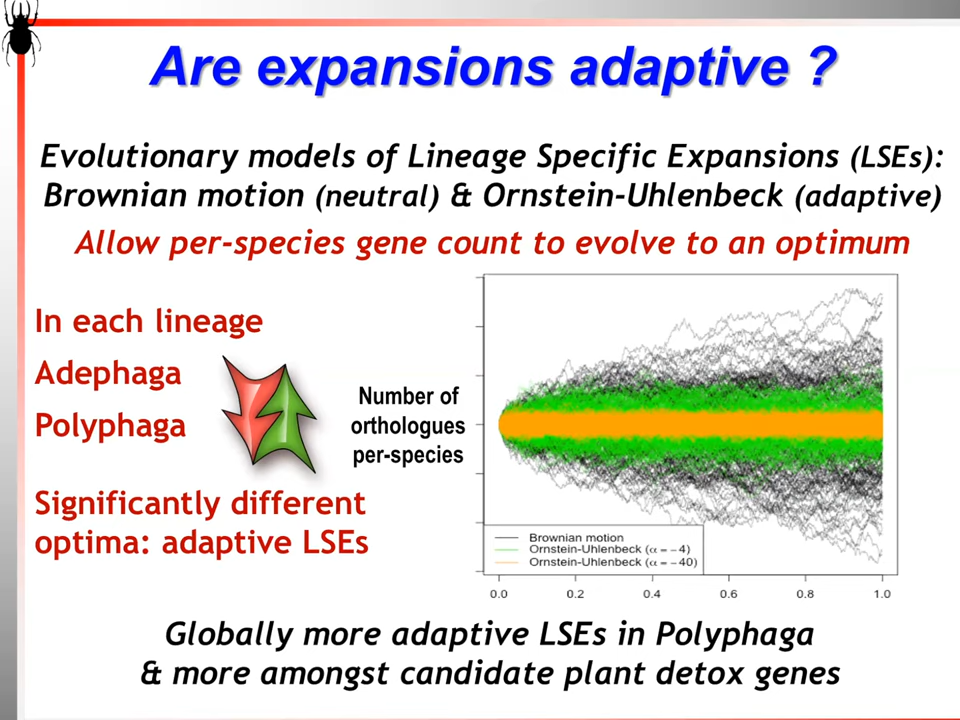 Are expansions adaptive ?
Evolutionary models of Lineage Specific Expansions (LSEs):
Brownian motion (neutral) & Ornstein-Uhlenbeck (adaptive)
Allow per-species gene count to evolve to an optimum
In each lineage
Adephaga
Polyphaga
Significantly different
optima: adaptive LSEs
Number of
orthologues
per-species
Brownian motion
Ornstein-Uhlenbeck (α = −4)
Ornstein-Uhlenbeck (α = −40)
0.0 0.2 0.4 0.6 0.8 1.0
Globally more adaptive LSEs in Polyphaga
& more amongst candidate plant detox genes